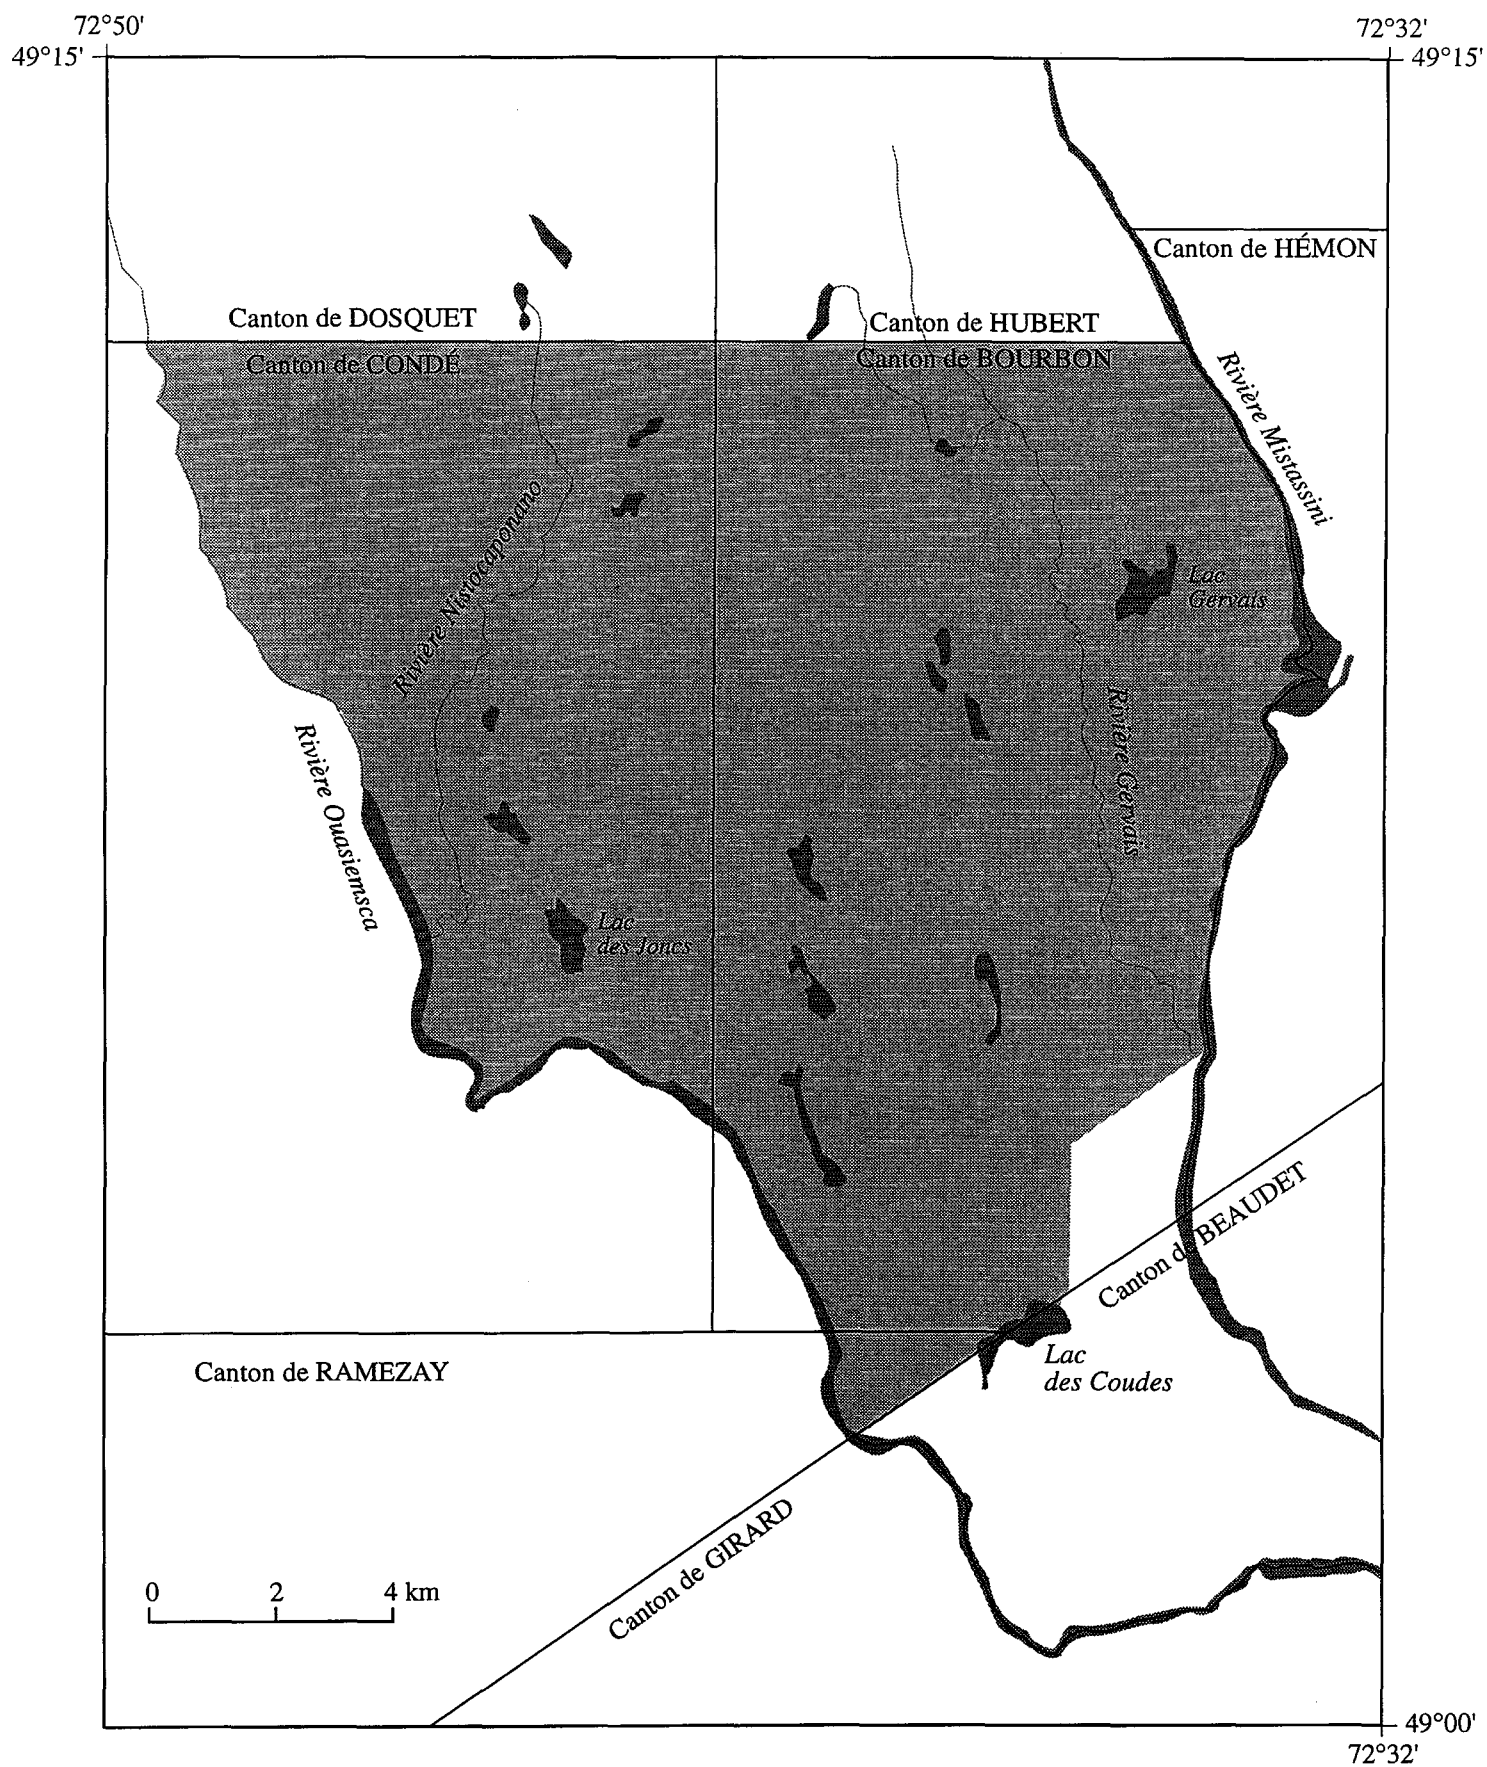 72°50'
72°32'
49°15'
49°15'
Canton de HÉMON
Canton de DOSQUET
Canton de HUBERT
Canton de CONDÉ
Canton de BOURBON
Rivière Mistassini
Rivière Nistocaponano
Lac
Gervais
Rivière Gervais
Rivière Ouasiemsca
Lac
des Joncs
Canton de BEAUDET
Canton de RAMEZAY
Lac
des Coudes
Canton de GIRARD
0 2 4 km
49°00'
72°32'